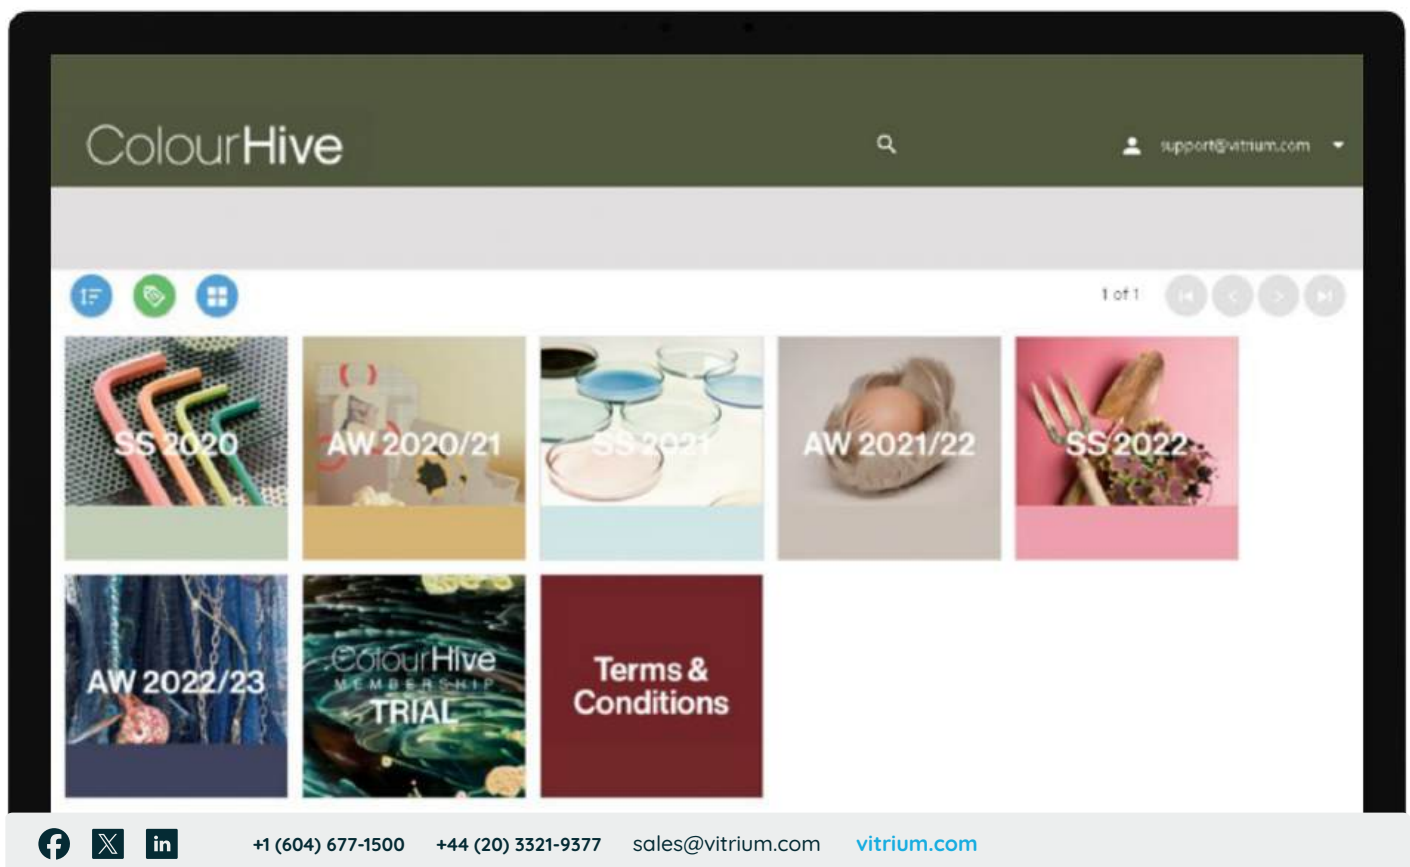 ColourHive
support@vitrium.com
1 of 1
SS 2020
AW 2020/21
SS 2021
AW 2021/22
SS 2022
AW 2022/23
ColourHive
MEMBERSHIP
TRIAL
Terms &
Conditions
in
+1 (604) 677-1500 +44 (20) 3321-9377 sales@vitrium.com vitrium.com